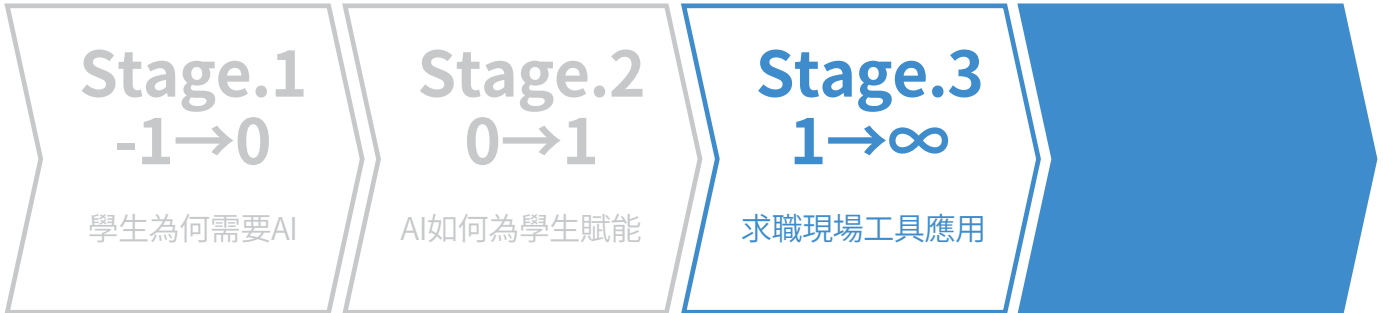 Stage.1
-1→0
學生為何需要AI
Stage.2
0→1
AI如何為學生賦能
Stage.3
1→∞
求職現場工具應用